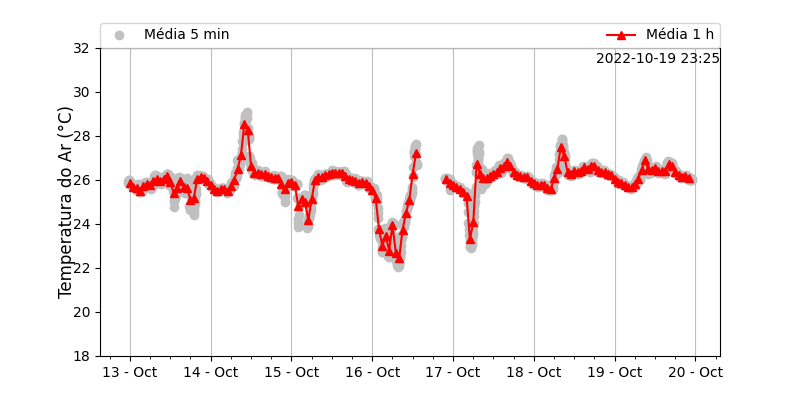 Média 5 min
Média 1 h
2022-10-19 23:25
Temperatura do Ar (°C)
32
30
28
26
24
22
20
18
13 - Oct
14 - Oct
15 - Oct
16 - Oct
17 - Oct
18 - Oct
19 - Oct
20 - Oct